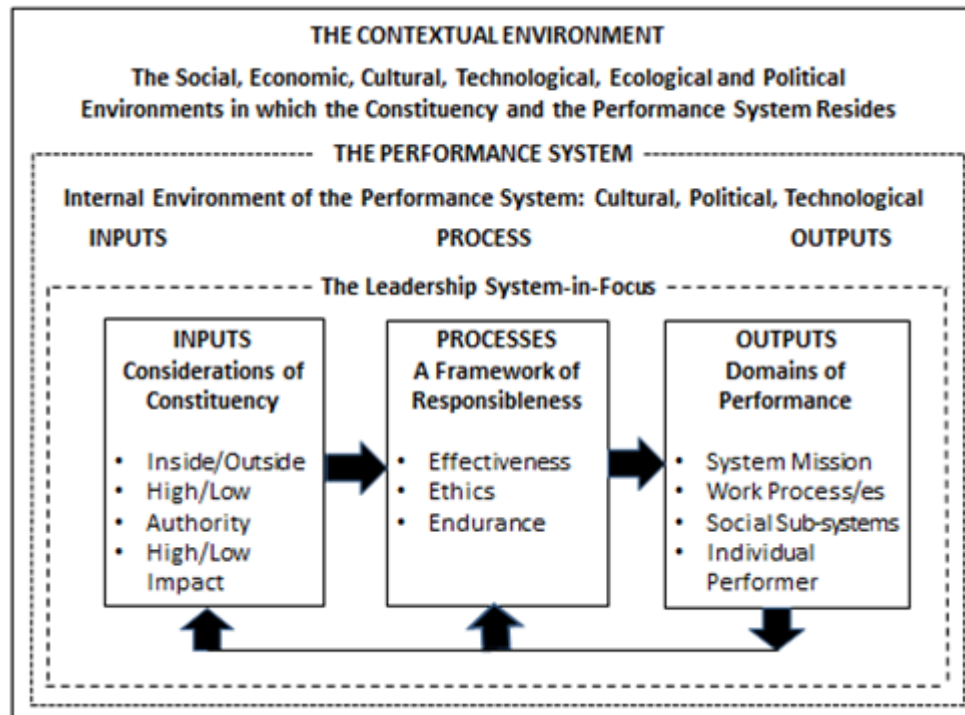 THE CONTEXTUAL ENVIRONMENT
The Social, Economic, Cultural, Technological, Ecological and Political
Environments in which the Constituency and the Performance System Resides
THE PERFORMANCE SYSTEM
Internal Environment of the Performance System: Cultural, Political, Technological
INPUTS
PROCESS
OUTPUTS
The Leadership System-in-Focus
INPUTS
Considerations of
Constituency
• Inside/Outside
• High/Low
• Authority
• High/Low
Impact
PROCESSES
A Framework of
Responsibleness
• Effectiveness
• Ethics
• Endurance
OUTPUTS
Domains of
Performance
• System Mission
• Work Process/es
• Social Sub-systems
• Individual
Performer